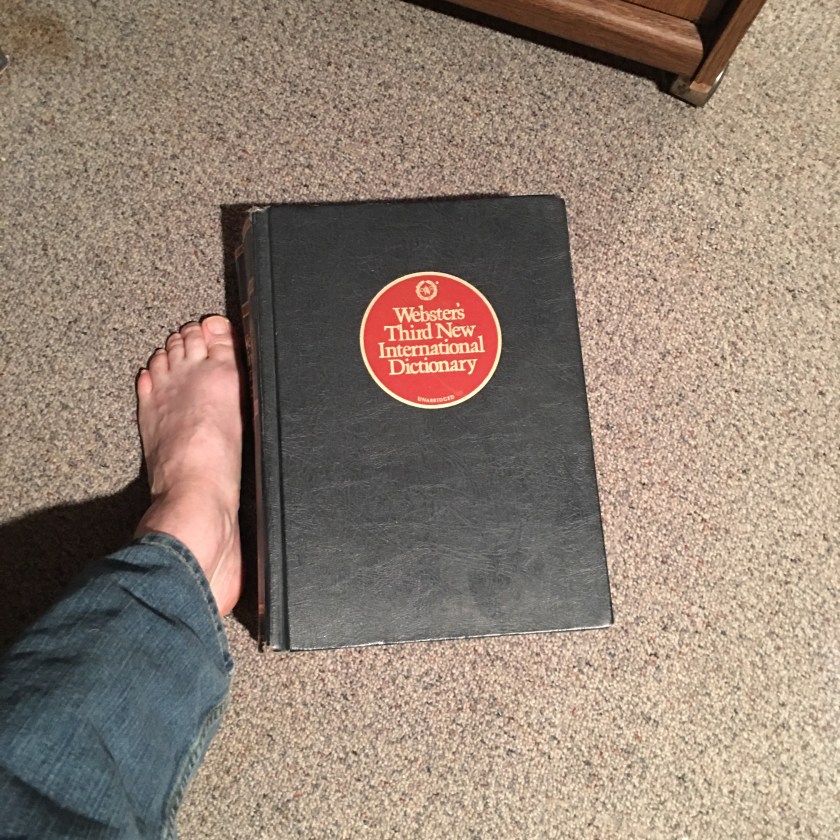 Webster's
Third New
International
Dictionary
UNABRIDGED